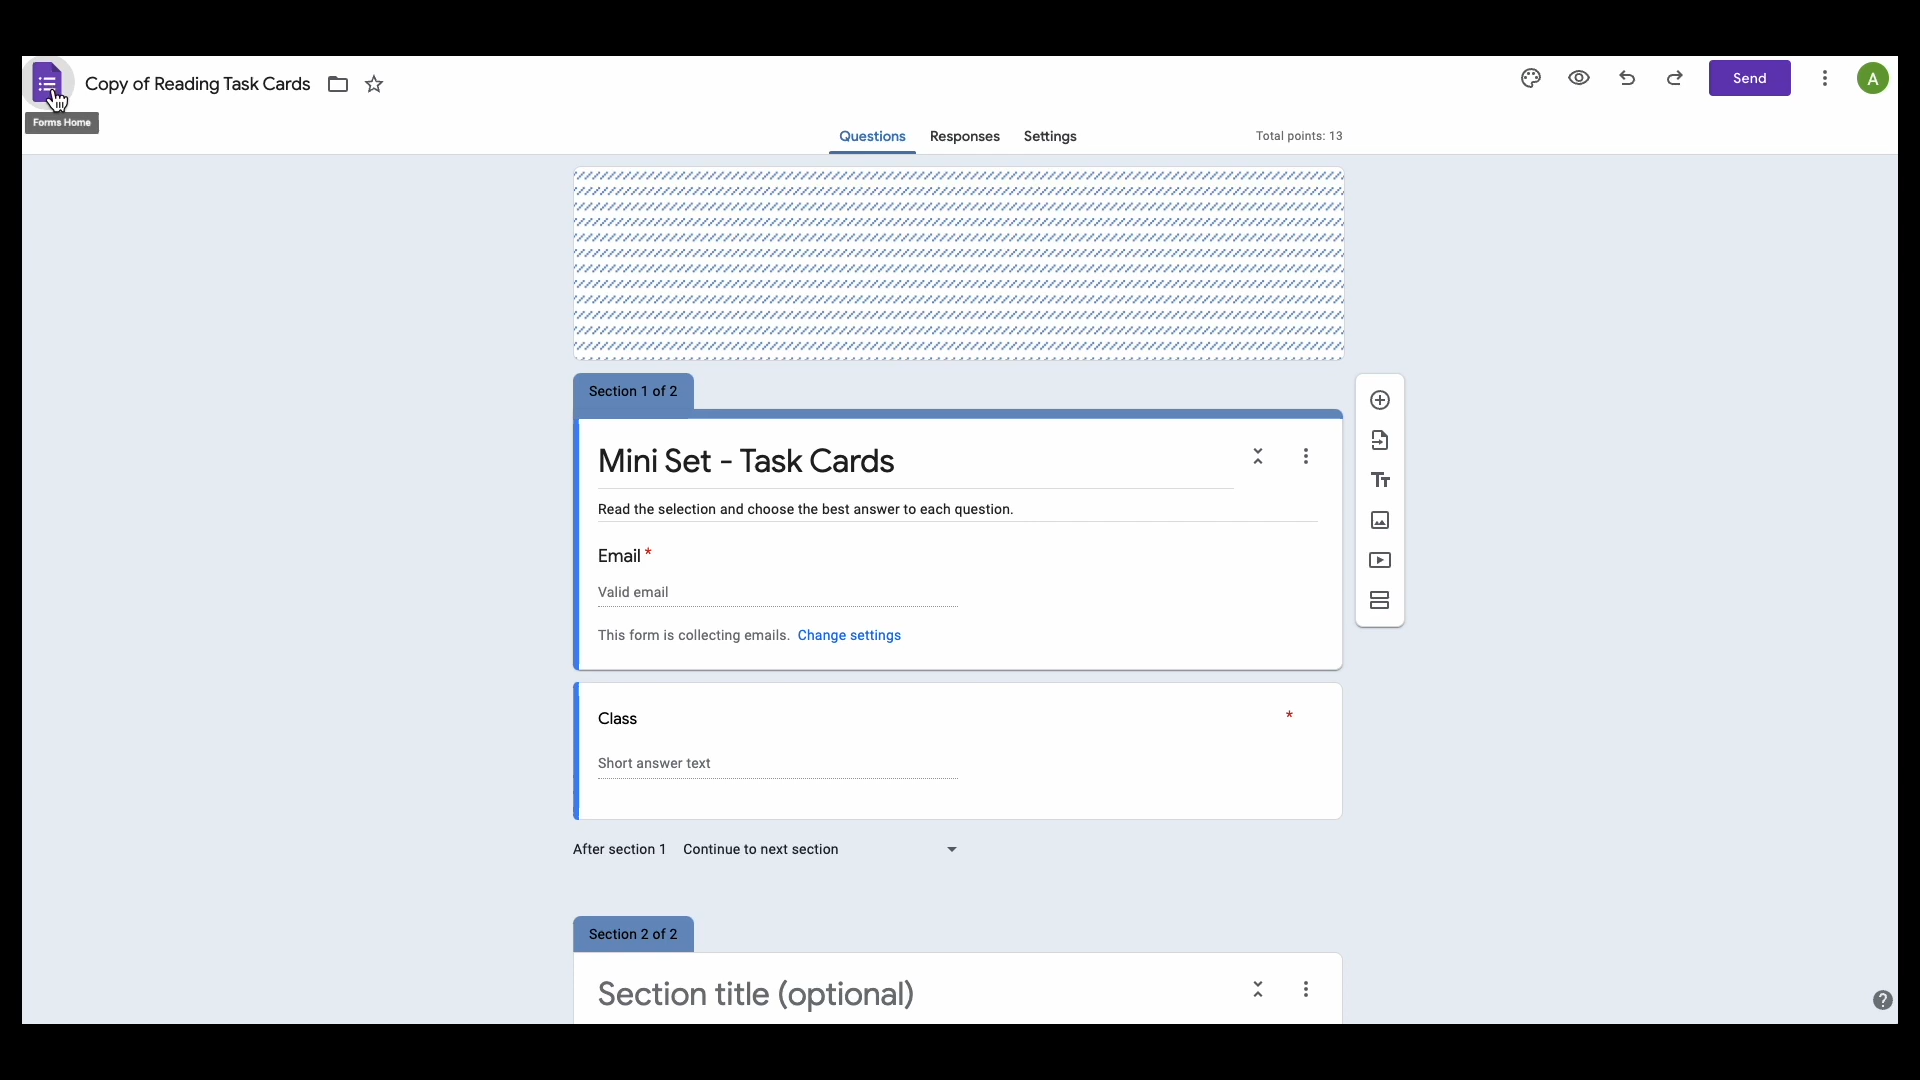 Copy of Reading Task Cards
Send
A
Forms Home
Questions Responses Settings Total points: 13
Section 1 of 2
Mini Set - Task Cards
Read the selection and choose the best answer to each question.
Email *
Valid email
This form is collecting emails. Change settings
Class *
Short answer text
After section 1 Continue to next section
Section 2 of 2
Section title (optional)